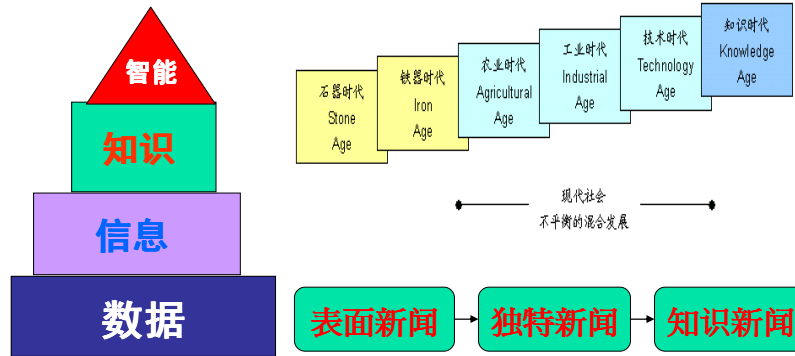 智能
知识
信息
数据
石器时代
Stone
Age
铁器时代
Iron
Age
农业时代
Agricultural
Age
工业时代
Industrial
Age
技术时代
Technology
Age
知识时代
Knowledge
Age
现代社会
不平衡的混合发展
表面新闻
独特新闻
知识新闻